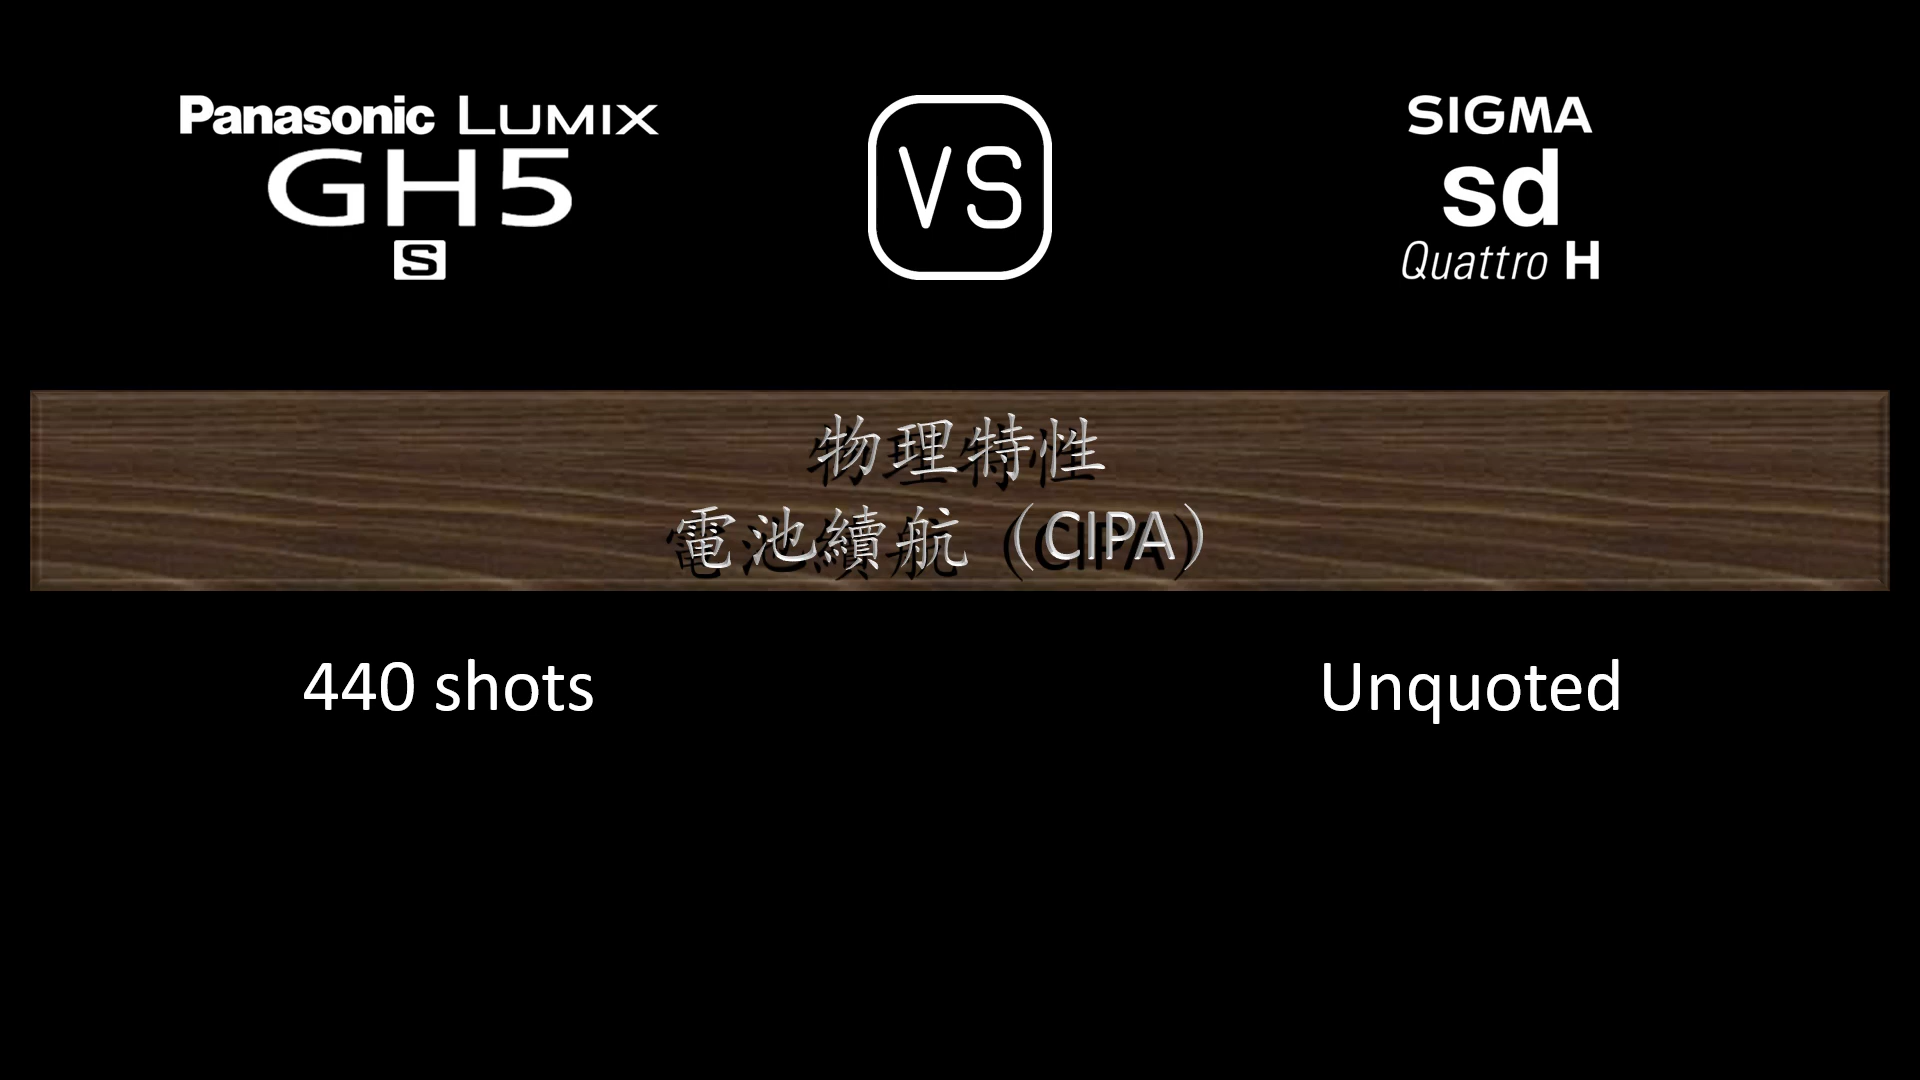 Panasonic LUMIX
GH5
S
VS
SIGMA
sd
Quattro H
物理特性
電池續航（CIPA）
440 shots
Unquoted